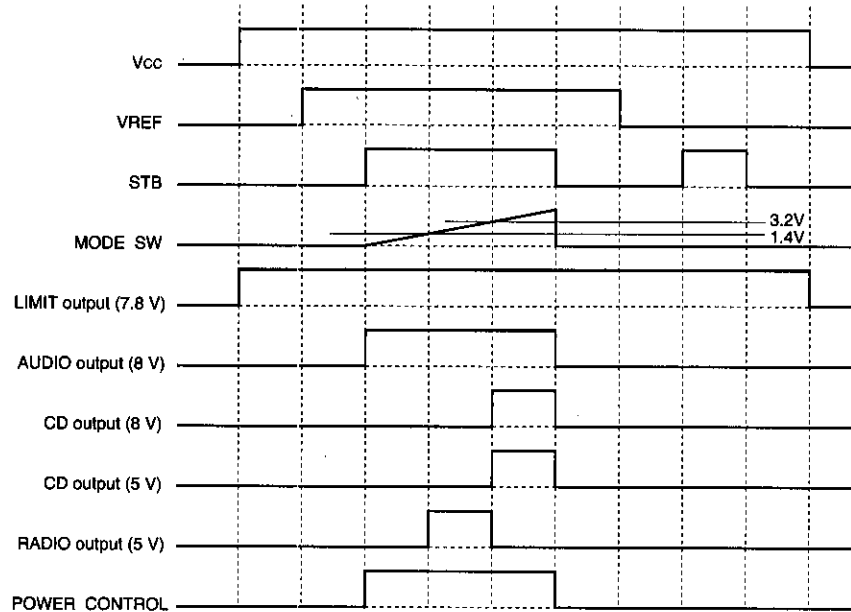 Vcc
VREF
STB
3.2V
MODE SW
1.4V
LIMIT output (7.8 V)
AUDIO output (8 V)
CD output (8 V)
CD output (5 V)
RADIO output (5 V)
POWER CONTROL